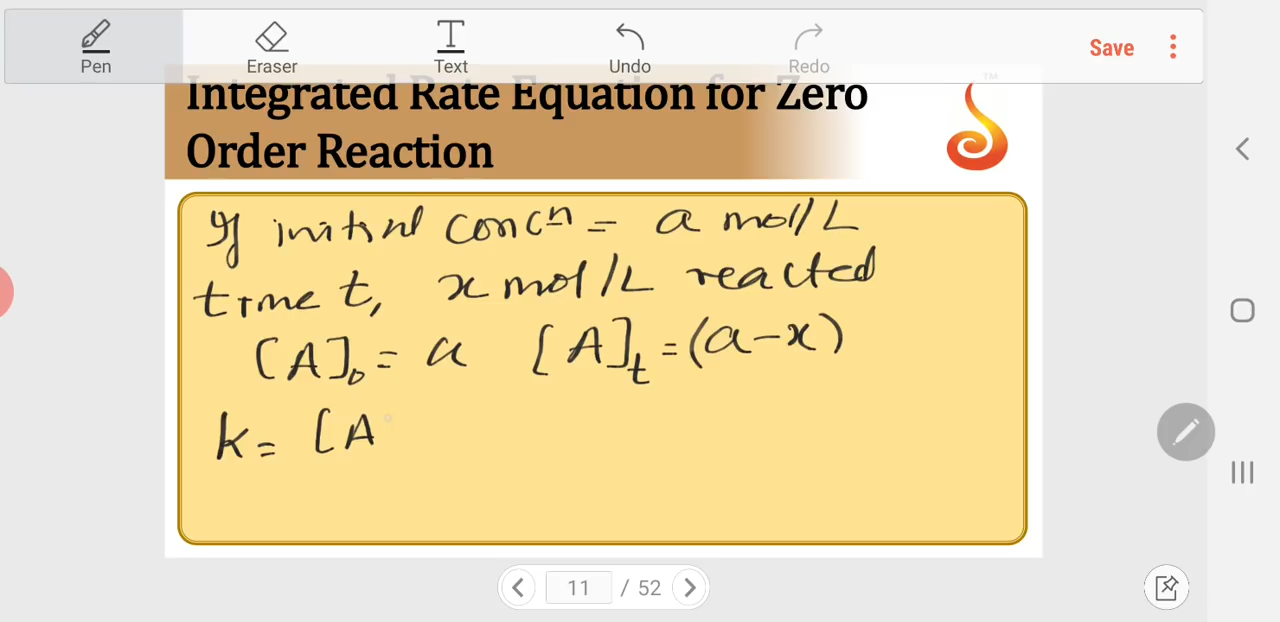 Pen
Eraser
Text
Undo
Redo
Save
Integrated Rate Equation for Zero
Order Reaction
TM
If initial concn = a mol/L
time t, x mol/L reacted
[A]₀ = a [A]t = (a-x)
k = [A
11 / 52